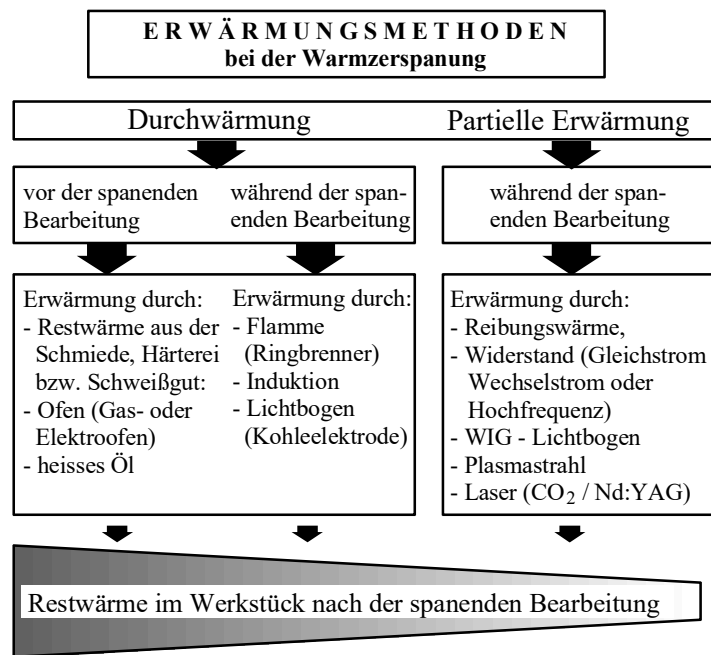 ERWÄRMUNGSMETHODEN
bei der Warmzerspanung
Durchwärmung
Partielle Erwärmung
vor der spanenden
Bearbeitung
während der span-
enden Bearbeitung
während der span-
enden Bearbeitung
Erwärmung durch:
- Restwärme aus der
Schmiede, Härterei
bzw. Schweißgut:
- Ofen (Gas- oder
Elektroofen)
- heisses Öl
Erwärmung durch:
- Flamme
(Ringbrenner)
- Induktion
- Lichtbogen
(Kohleelektrode)
Erwärmung durch:
- Reibungswärme,
- Widerstand (Gleichstrom
Wechselstrom oder
Hochfrequenz)
- WIG - Lichtbogen
- Plasmastrahl
- Laser (CO₂ / Nd:YAG)
Restwärme im Werkstück nach der spanenden Bearbeitung